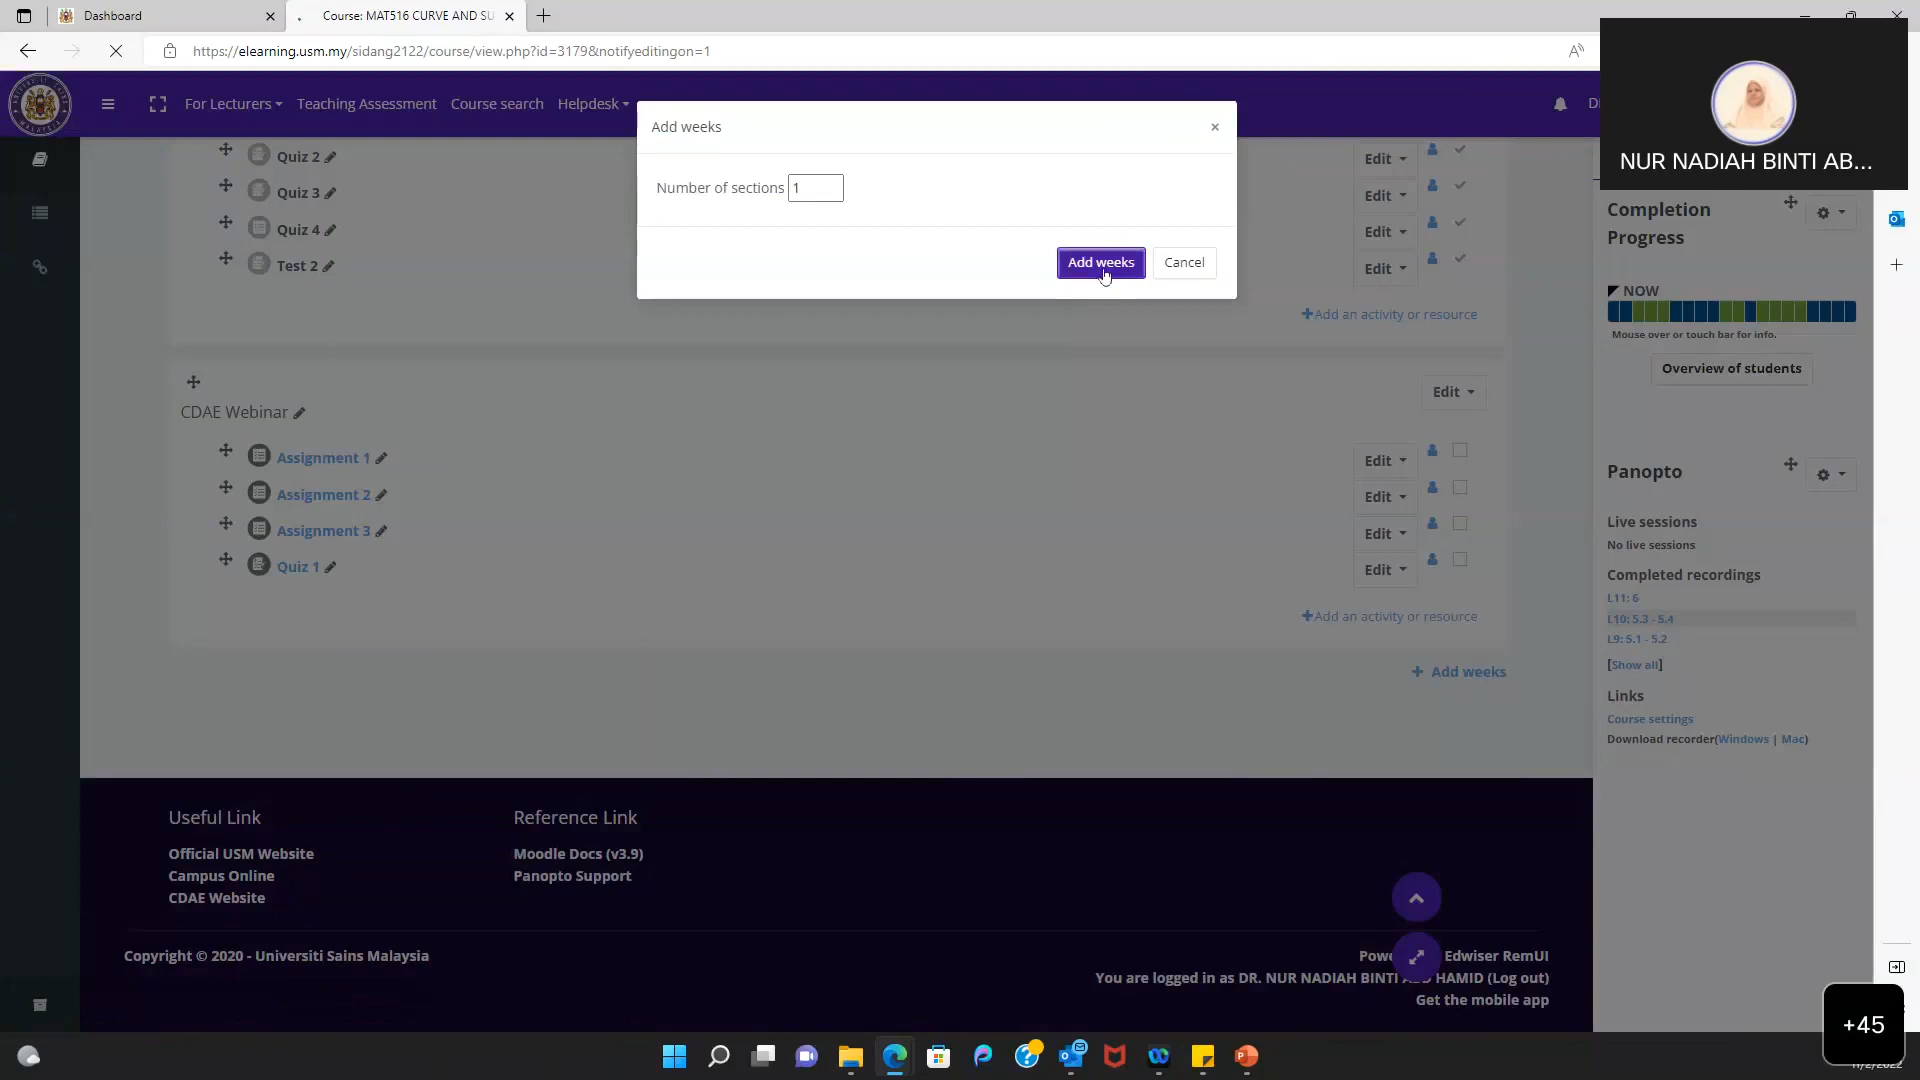 Dashboard
Course: MAT516 CURVE AND SU
https://elearning.usm.my/sidang2122/course/view.php?id=3179&notifyeditingon=1
For Lecturers
Teaching Assessment
Course search
Helpdesk
NUR NADIAH BINTI AB...
Add weeks
×
Number of sections 1
Add weeks
Cancel
Quiz 2
Edit
Quiz 3
Edit
Quiz 4
Edit
Test 2
Edit
Add an activity or resource
CDAE Webinar
Edit
Assignment 1
Edit
Assignment 2
Edit
Assignment 3
Edit
Quiz 1
Edit
Add an activity or resource
Add weeks
Completion
Progress
NOW
Mouse over or touch bar for info.
Overview of students
Panopto
Live sessions
No live sessions
Completed recordings
L11: 6
L10: 5.3 - 5.4
L9: 5.1 - 5.2
[Show all]
Links
Course settings
Download recorder(Windows | Mac)
Useful Link
Official USM Website
Campus Online
CDAE Website
Reference Link
Moodle Docs (v3.9)
Panopto Support
Copyright © 2020 - Universiti Sains Malaysia
Edwiser RemUI
You are logged in as DR. NUR NADIAH BINTI HAMID (Log out)
Get the mobile app
+45